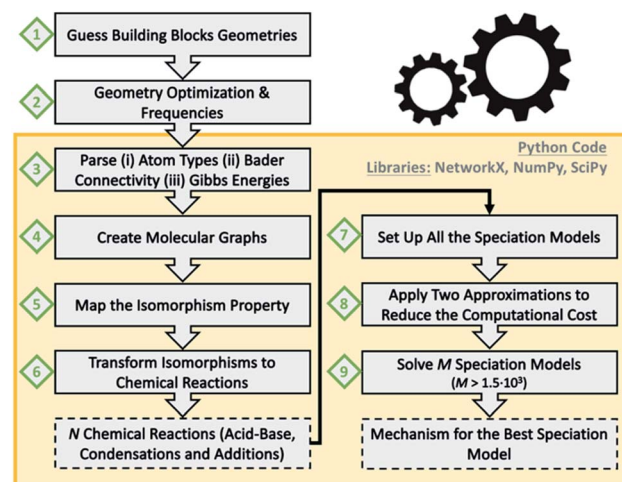 1
Guess Building Blocks Geometries
2
Geometry Optimization &
Frequencies
Python Code
Libraries: NetworkX, NumPy, SciPy
3
Parse (i) Atom Types (ii) Bader
Connectivity (iii) Gibbs Energies
4
Create Molecular Graphs
5
Map the Isomorphism Property
6
Transform Isomorphisms to
Chemical Reactions
N Chemical Reactions (Acid-Base,
Condensations and Additions)
7
Set Up All the Speciation Models
8
Apply Two Approximations to
Reduce the Computational Cost
9
Solve M Speciation Models
(M > 1.5·10³)
Mechanism for the Best Speciation
Model